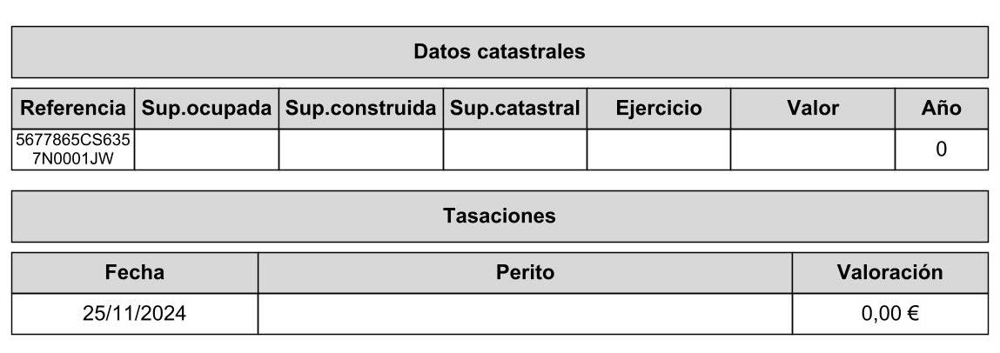 Datos catastrales
Referencia Sup.ocupada Sup.construida Sup.catastral Ejercicio Valor Año
5677865CS635
7N0001JW
0
Tasaciones
Fecha Perito Valoración
25/11/2024 0,00 €